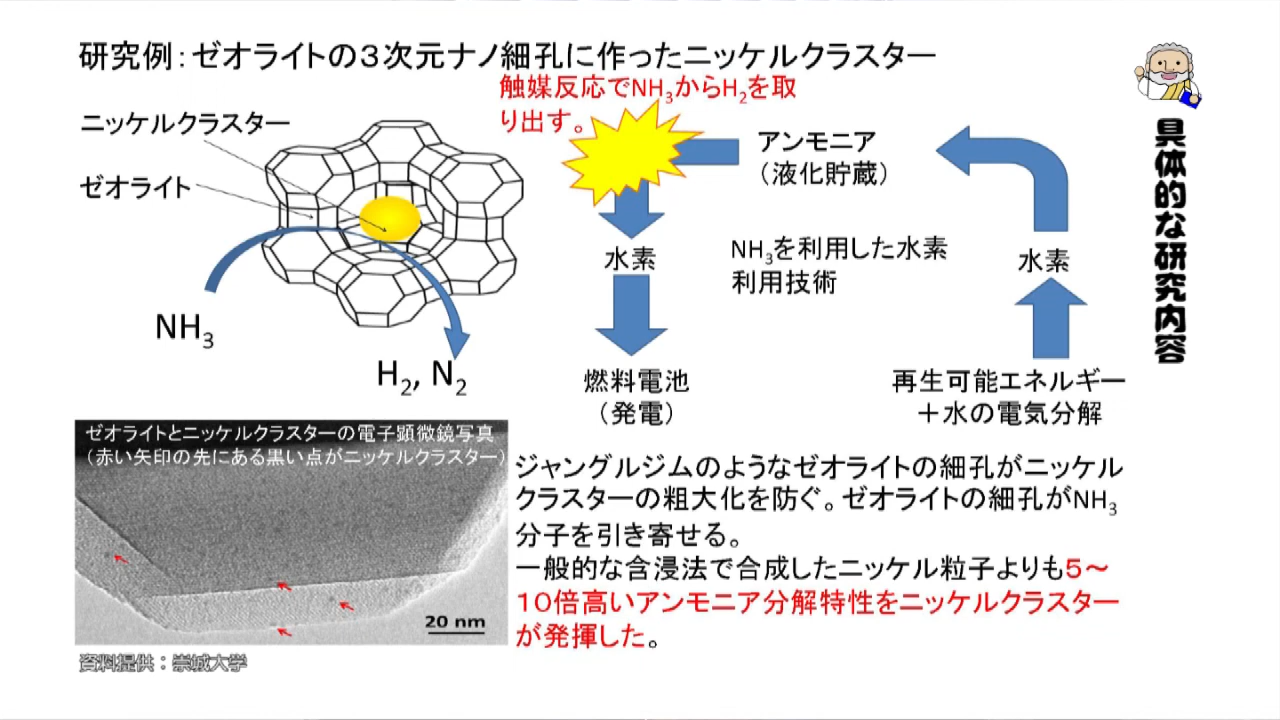 研究例：ゼオライトの３次元ナノ細孔に作ったニッケルクラスター
触媒反応でNH3からH2を取
り出す。
ニッケルクラスター
ゼオライト
NH3
H2, N2
アンモニア
（液化貯蔵）
水素
NH3を利用した水素
利用技術
水素
燃料電池
（発電）
再生可能エネルギー
＋水の電気分解
具体的な研究内容
ゼオライトとニッケルクラスターの電子顕微鏡写真
（赤い矢印の先にある黒い点がニッケルクラスター）
20 nm
資料提供：崇城大学
ジャングルジムのようなゼオライトの細孔がニッケル
クラスターの粗大化を防ぐ。ゼオライトの細孔がNH3
分子を引き寄せる。
一般的な含浸法で合成したニッケル粒子よりも５～
１０倍高いアンモニア分解特性をニッケルクラスター
が発揮した。